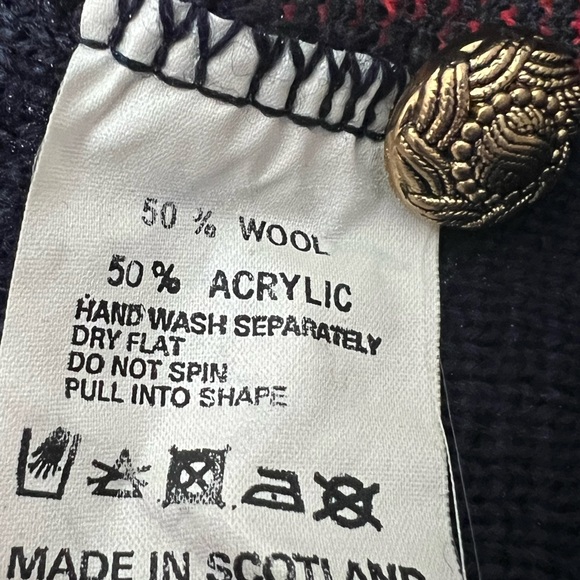 50 % WOOL
50% ACRYLIC
HAND WASH SEPARATELY
DRY FLAT
DO NOT SPIN
PULL INTO SHAPE
MADE IN SCOTLAND